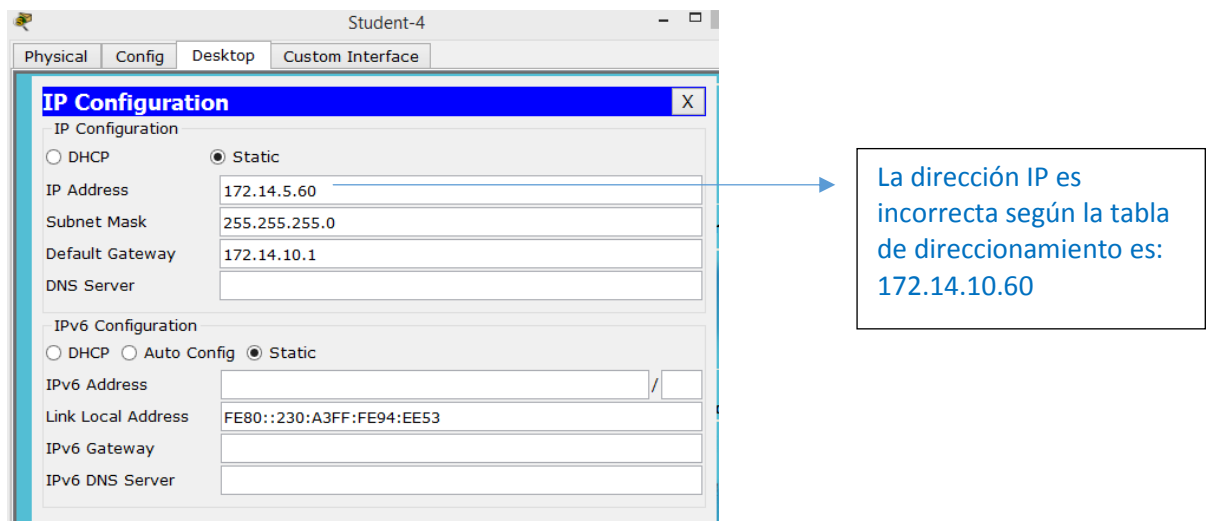 Student-4
Physical Config Desktop Custom Interface
IP Configuration X
IP Configuration
DHCP Static
IP Address 172.14.5.60
Subnet Mask 255.255.255.0
Default Gateway 172.14.10.1
DNS Server
IPv6 Configuration
DHCP Auto Config Static
IPv6 Address /
Link Local Address FE80::230:A3FF:FE94:EE53
IPv6 Gateway
IPv6 DNS Server
La dirección IP es
incorrecta según la tabla
de direccionamiento es:
172.14.10.60